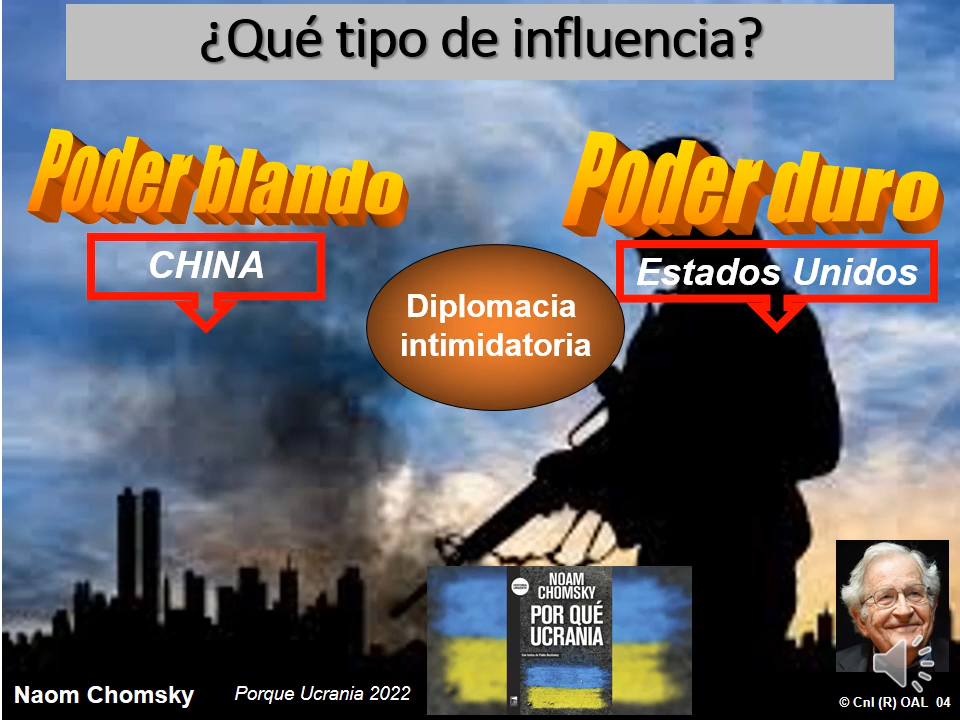 ¿Qué tipo de influencia?
Poder blando
Poder duro
CHINA
Estados Unidos
Diplomacia
intimidatoria
NOAM
CHOMSKY
POR QUÉ
UCRANIA
Naom Chomsky
Porque Ucrania 2022
© Cnl (R) OAL 04